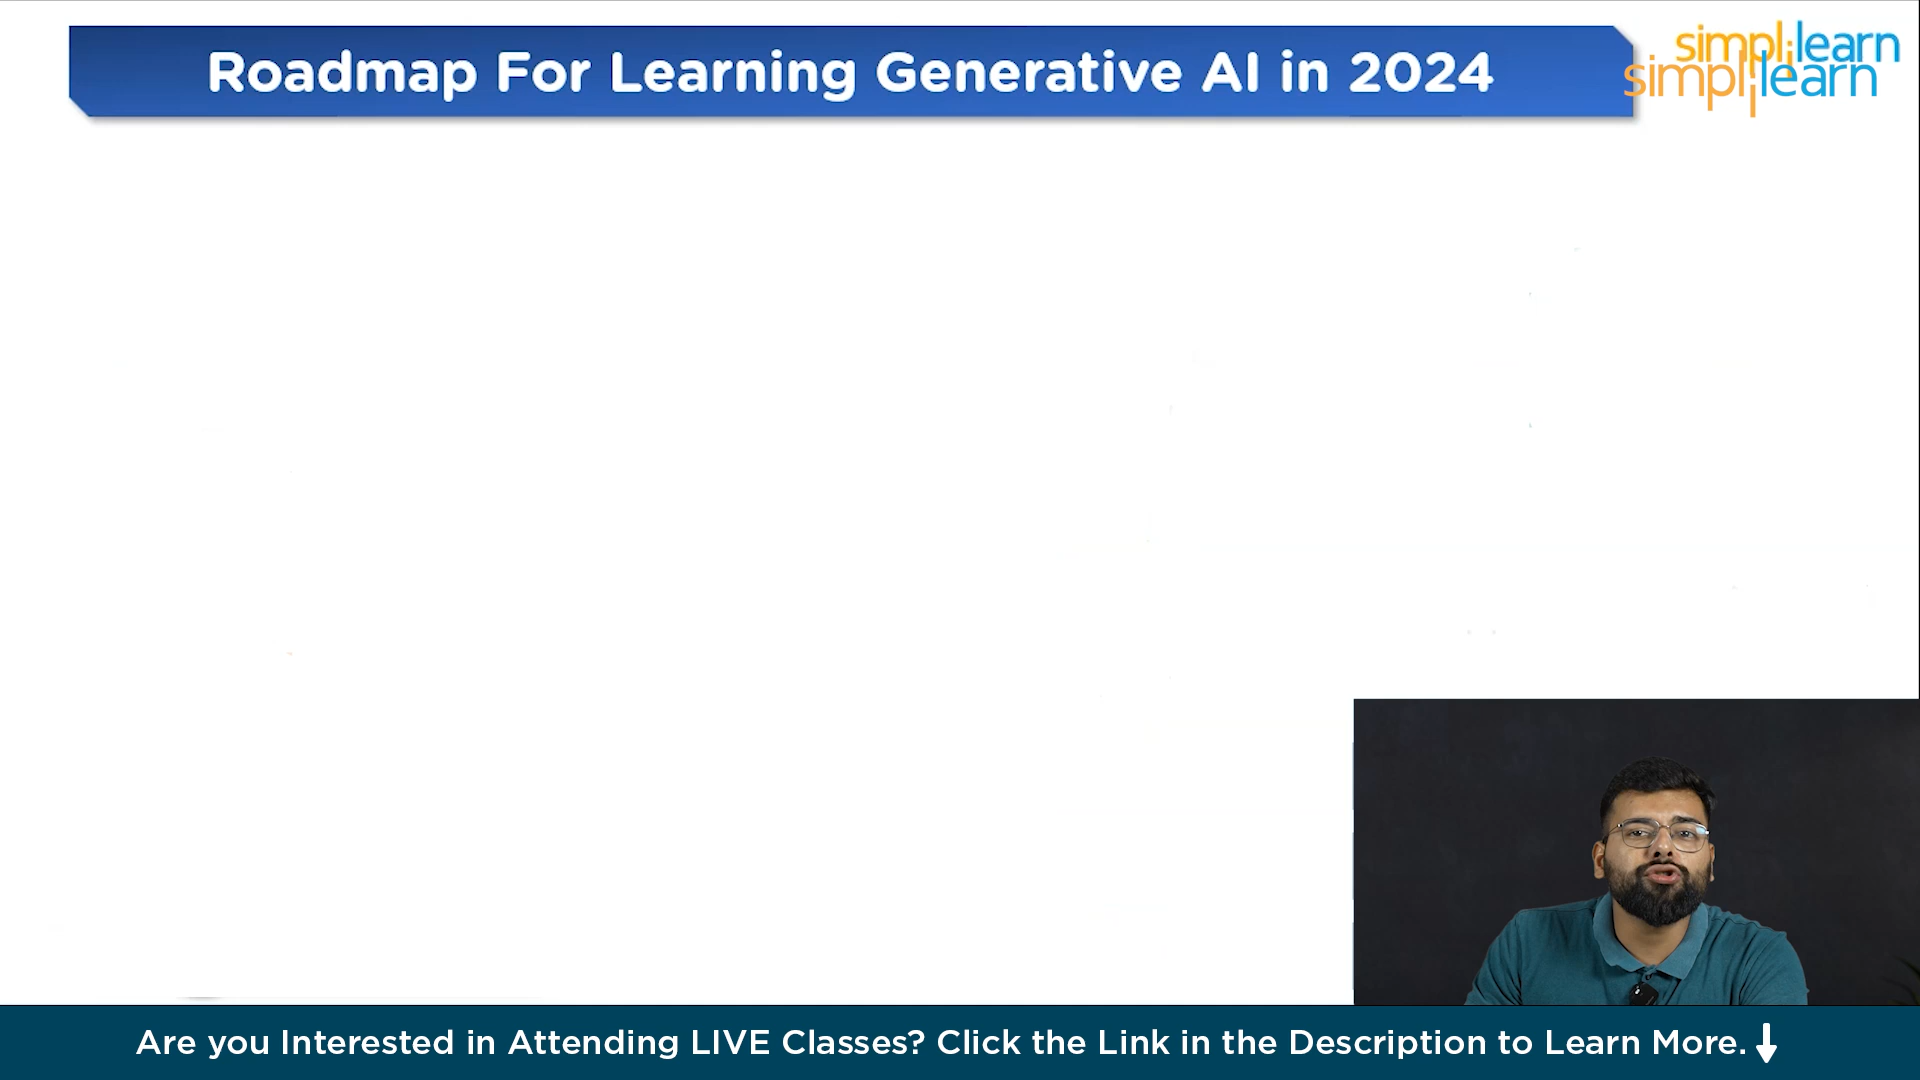 Roadmap For Learning Generative AI in 2024
simplilearn
simplilearn
Are you Interested in Attending LIVE Classes? Click the Link in the Description to Learn More.